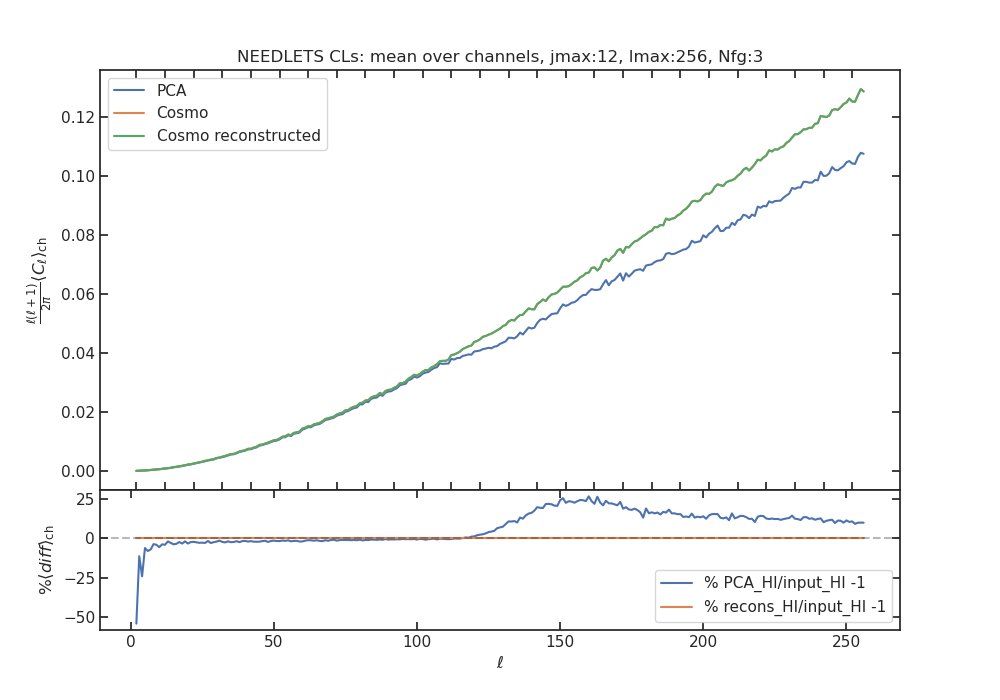 NEEDLETS CLs: mean over channels, jmax:12, lmax:256, Nfg:3
PCA
Cosmo
Cosmo reconstructed
0.12
0.10
0.08
0.06
0.04
0.02
0.00
ℓ(ℓ+1)/2π ⟨Cℓ⟩ch
25
0
−25
−50
%⟨diff⟩ch
% PCA_HI/input_HI -1
% recons_HI/input_HI -1
0 50 100 150 200 250
ℓ